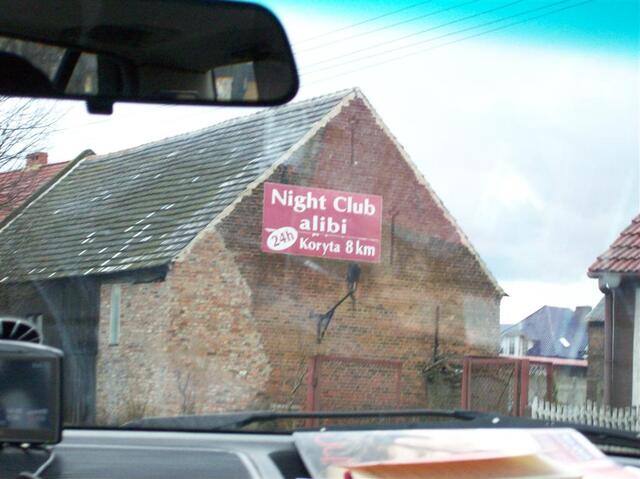 Night Club
alibi
24h Koryta 8 km